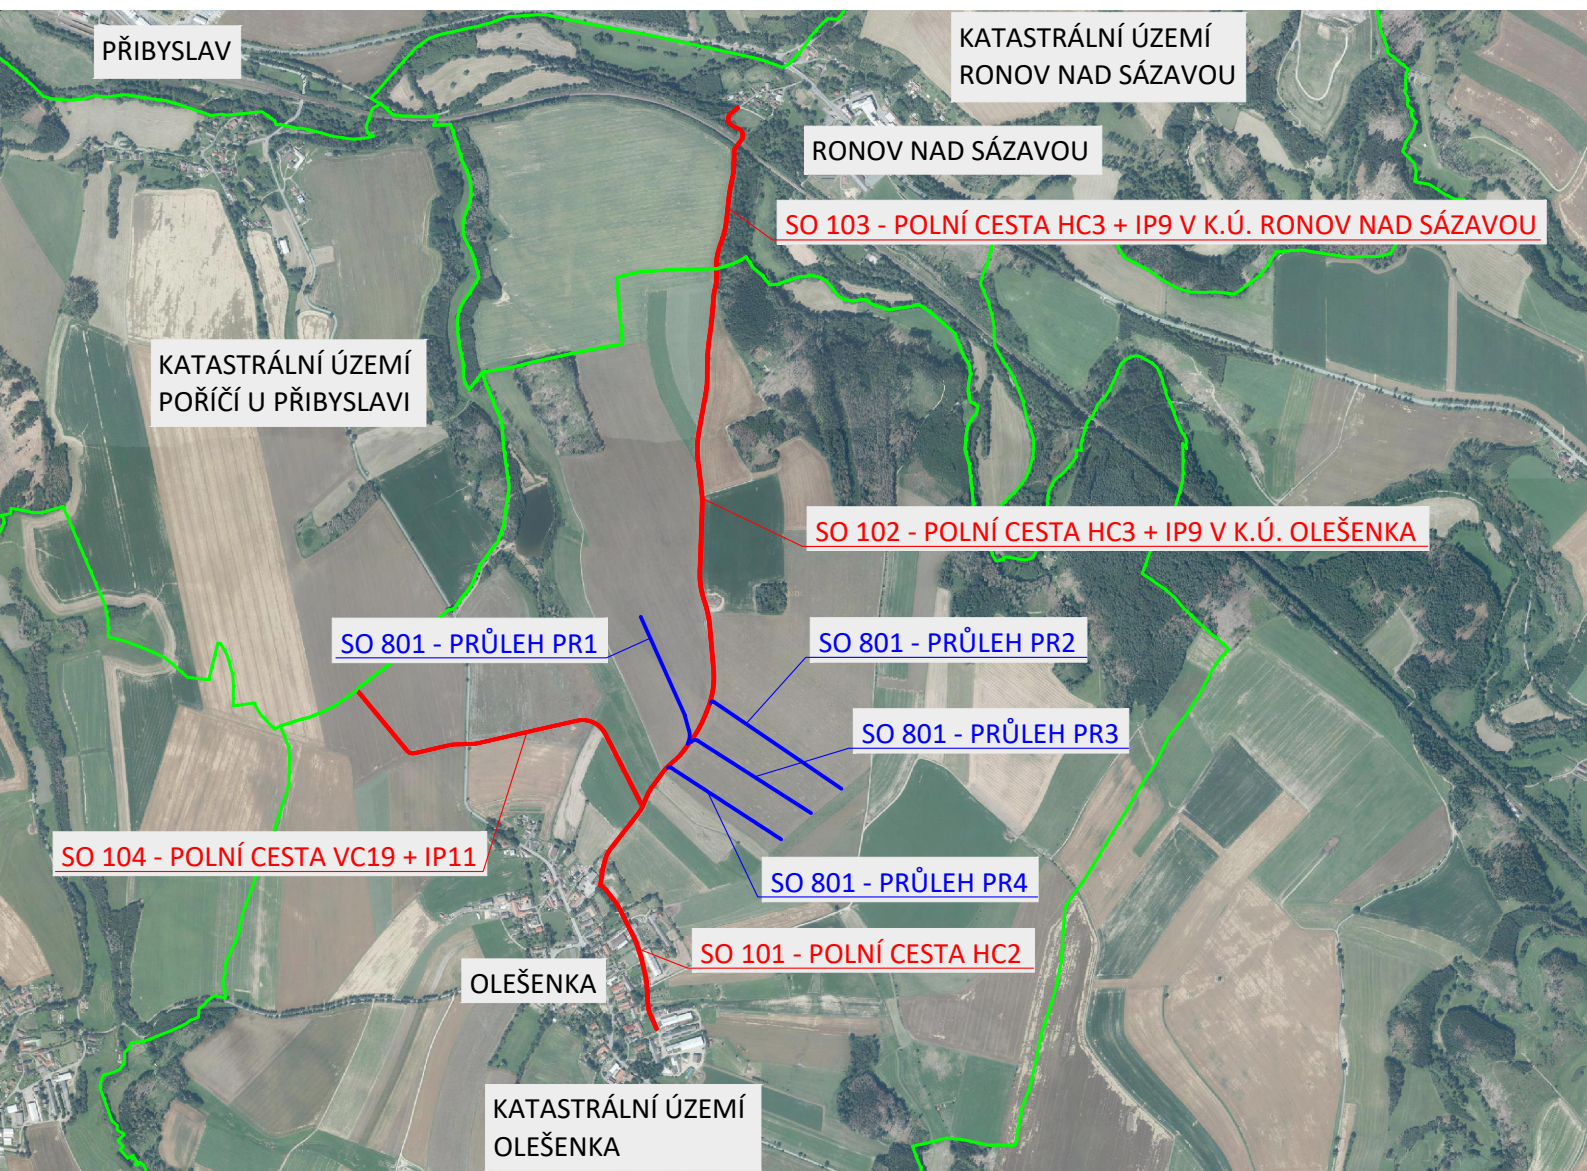 PŘIBYSLAV
KATASTRÁLNÍ ÚZEMÍ
RONOV NAD SÁZAVOU
RONOV NAD SÁZAVOU
SO 103 - POLNÍ CESTA HC3 + IP9 V K.Ú. RONOV NAD SÁZAVOU
KATASTRÁLNÍ ÚZEMÍ
POŘÍČÍ U PŘIBYSLAVI
SO 102 - POLNÍ CESTA HC3 + IP9 V K.Ú. OLEŠENKA
SO 801 - PRŮLEH PR1
SO 801 - PRŮLEH PR2
SO 801 - PRŮLEH PR3
SO 104 - POLNÍ CESTA VC19 + IP11
SO 801 - PRŮLEH PR4
SO 101 - POLNÍ CESTA HC2
OLEŠENKA
KATASTRÁLNÍ ÚZEMÍ
OLEŠENKA